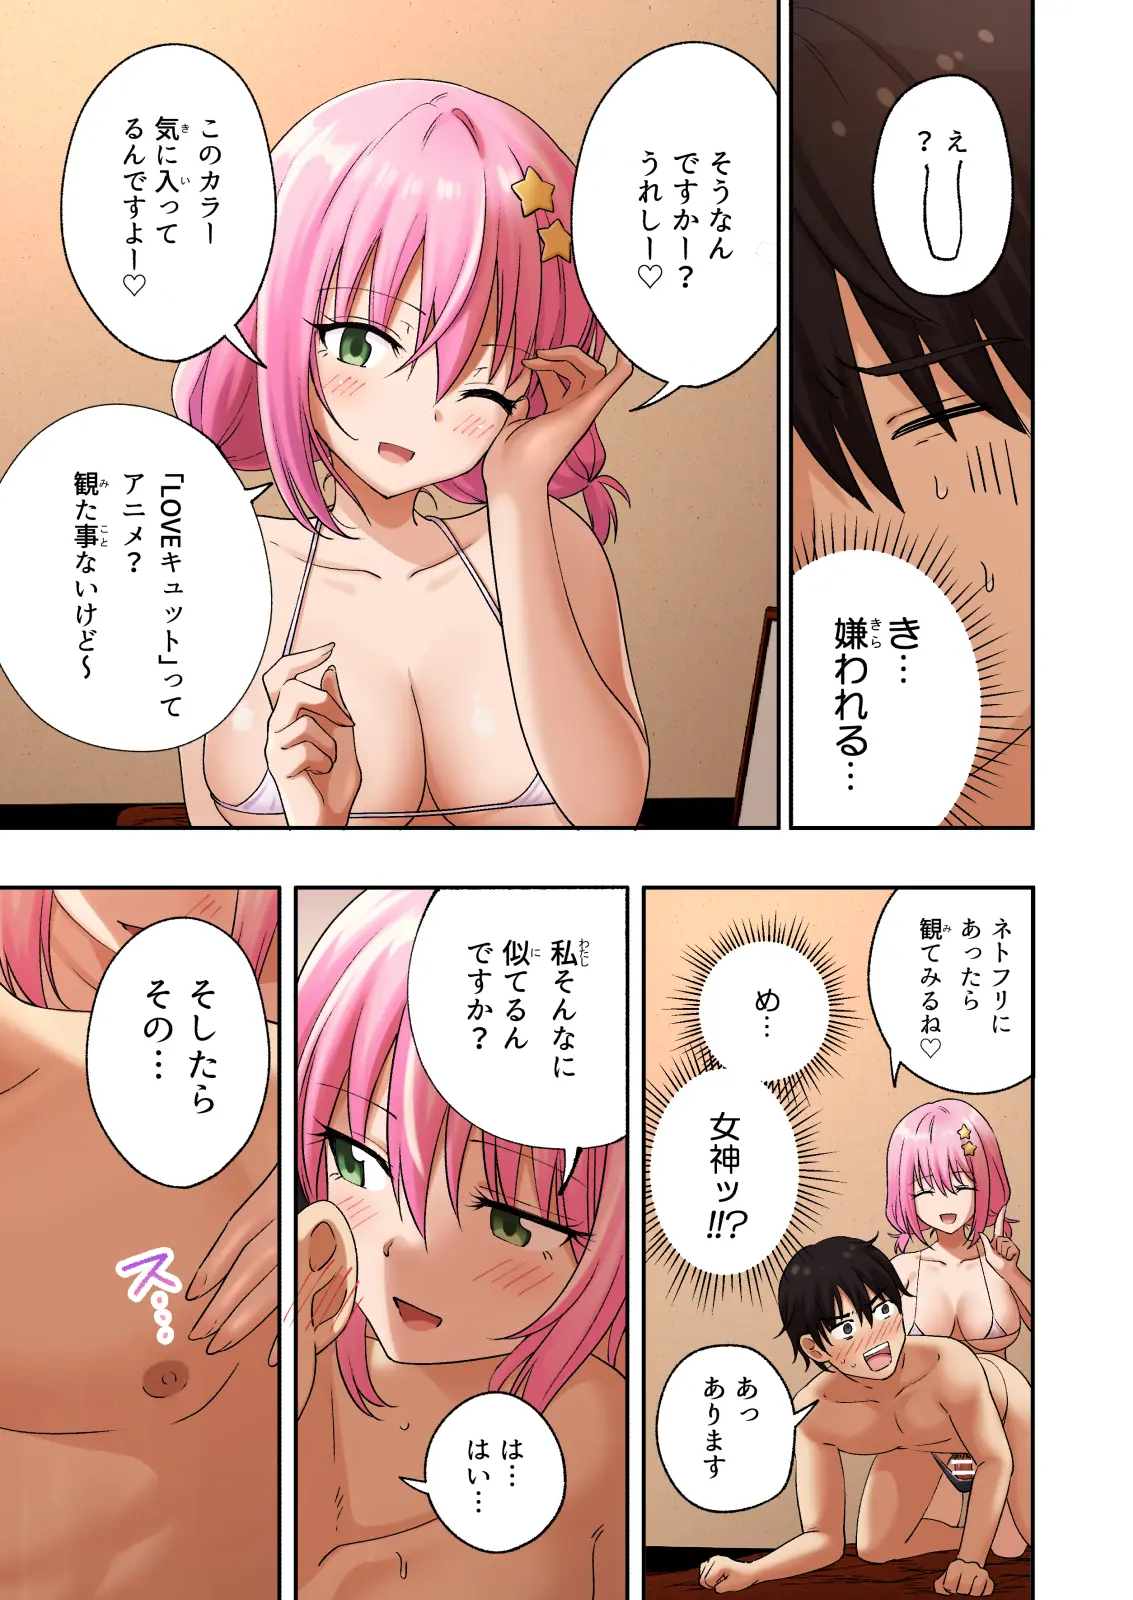 えっ
？
き…
嫌われる…
そうなん
ですかー？
うれしー♡
このカラー
気に入って
るんですよー♡
「LOVEキュット」って
アニメ？
観た事ないけど～
ネトフリに
あったら
観てみるね♡
め…
女神ッ!!?
あっ
あります
私そんなに
似てるん
ですか？
は…
はい…
そしたら
その…
ス…